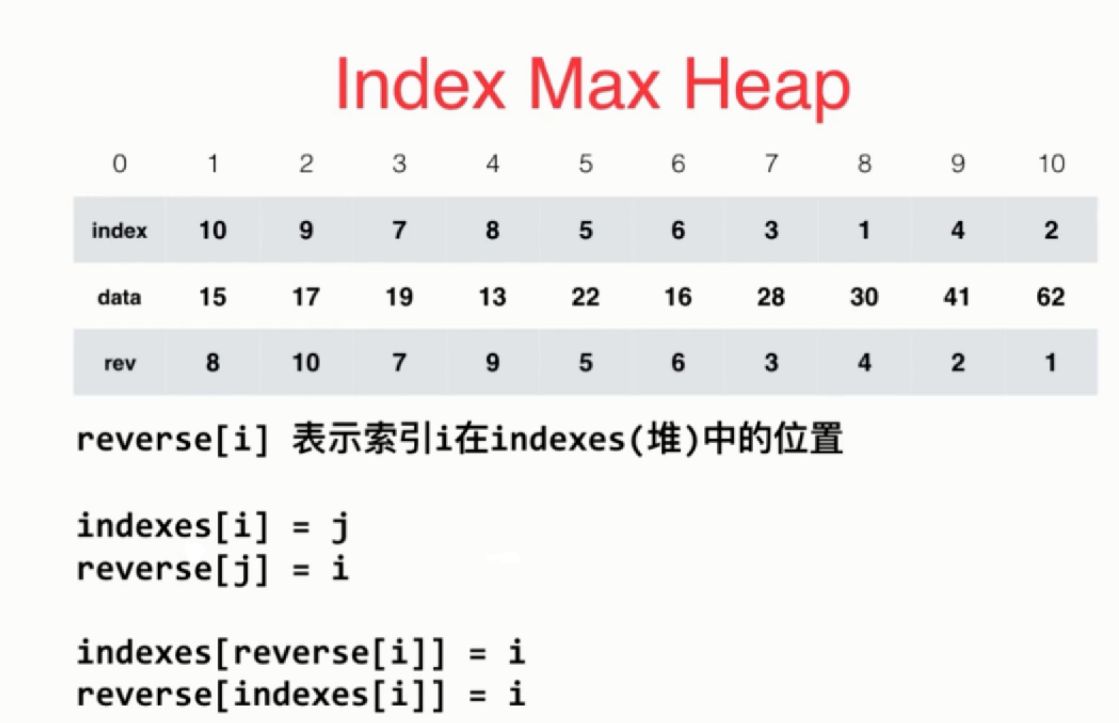 Index Max Heap
0 1 2 3 4 5 6 7 8 9 10
index 10 9 7 8 5 6 3 1 4 2
data 15 17 19 13 22 16 28 30 41 62
rev 8 10 7 9 5 6 3 4 2 1
reverse[i] 表示索引i在indexes(堆)中的位置
indexes[i] = j
reverse[j] = i
indexes[reverse[i]] = i
reverse[indexes[i]] = i